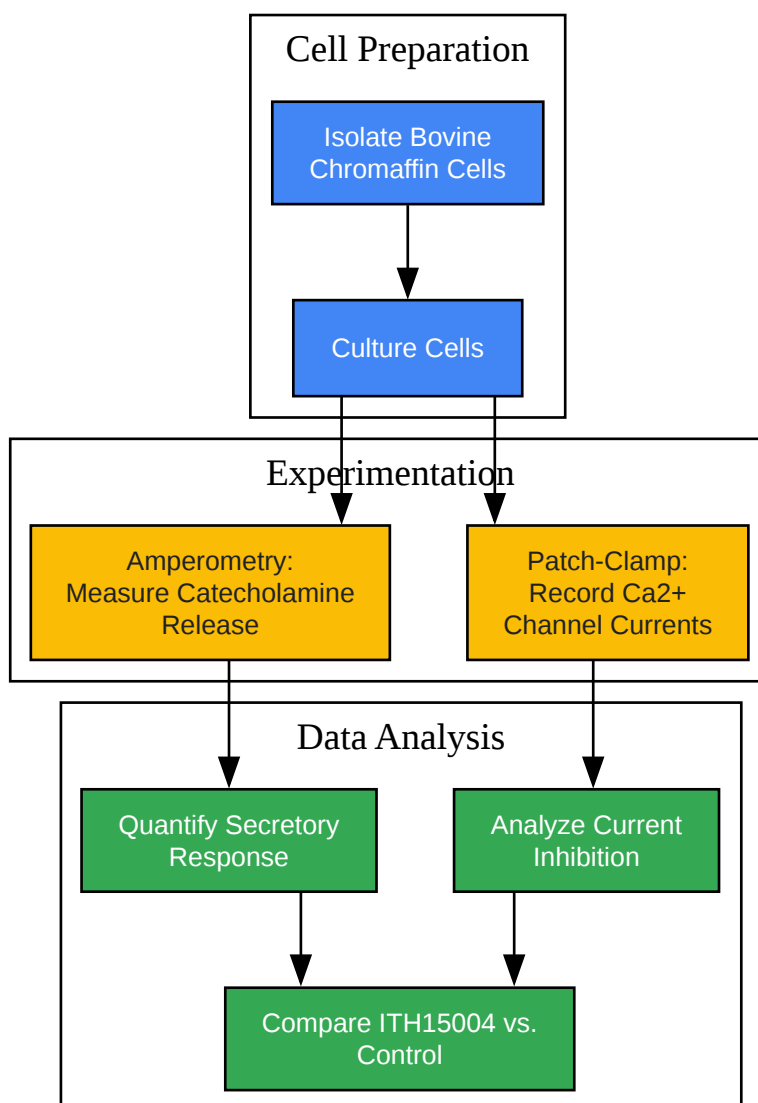 Cell Preparation
Isolate Bovine
Chromaffin Cells
Culture Cells
Experimentation
Amperometry:
Measure Catecholamine
Release
Patch-Clamp:
Record Ca2+
Channel Currents
Data Analysis
Quantify Secretory
Response
Analyze Current
Inhibition
Compare ITH15004 vs.
Control